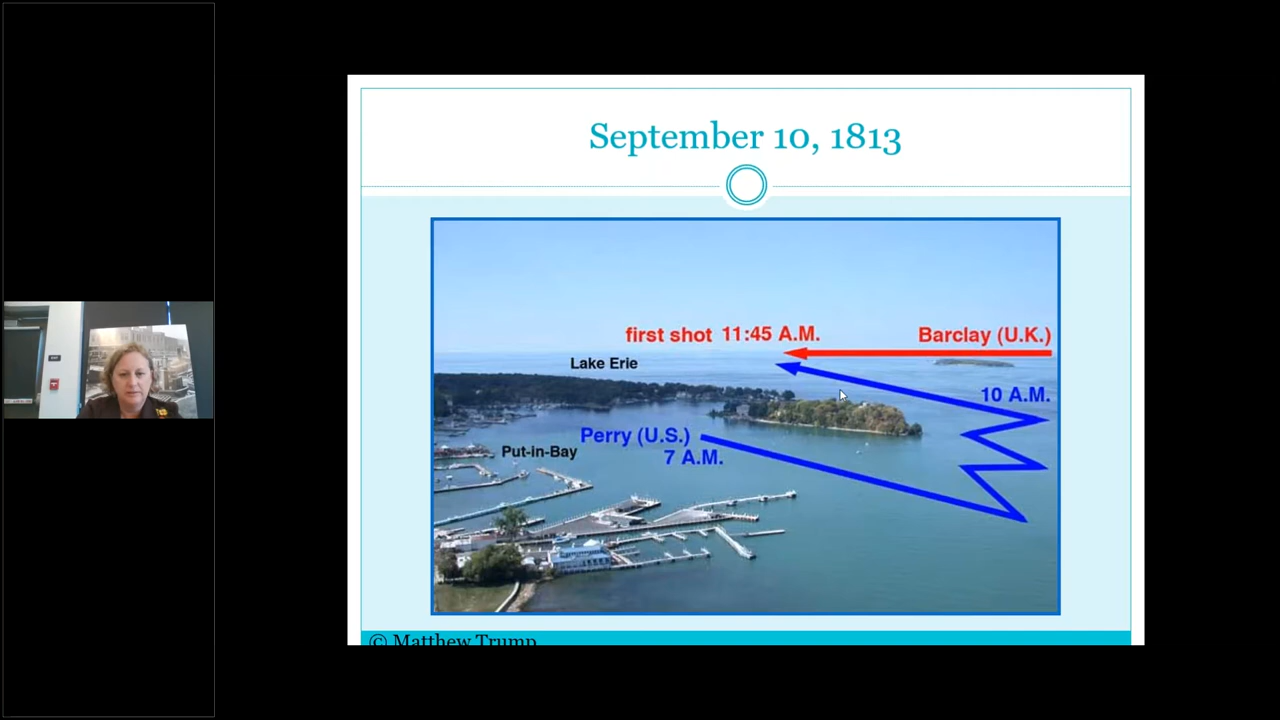 September 10, 1813
first shot 11:45 A.M.
Barclay (U.K.)
Lake Erie
10 A.M.
Perry (U.S.)
7 A.M.
Put-in-Bay
© Matthew Trump